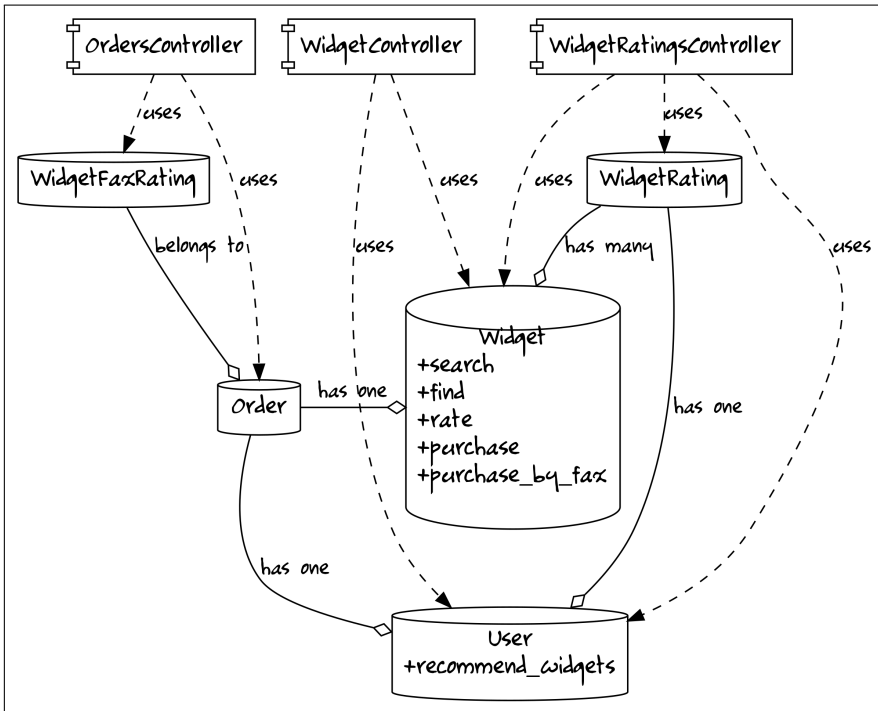 OrdersController
WidgetController
WidgetRatingsController
uses
uses
WidgetFaxRating
uses
uses
uses
WidgetRating
belongs to
uses
has many
uses
Widget
+search
+find
+rate
+purchase
+purchase_by_fax
has one
Order
has one
has one
User
+recommend_widgets